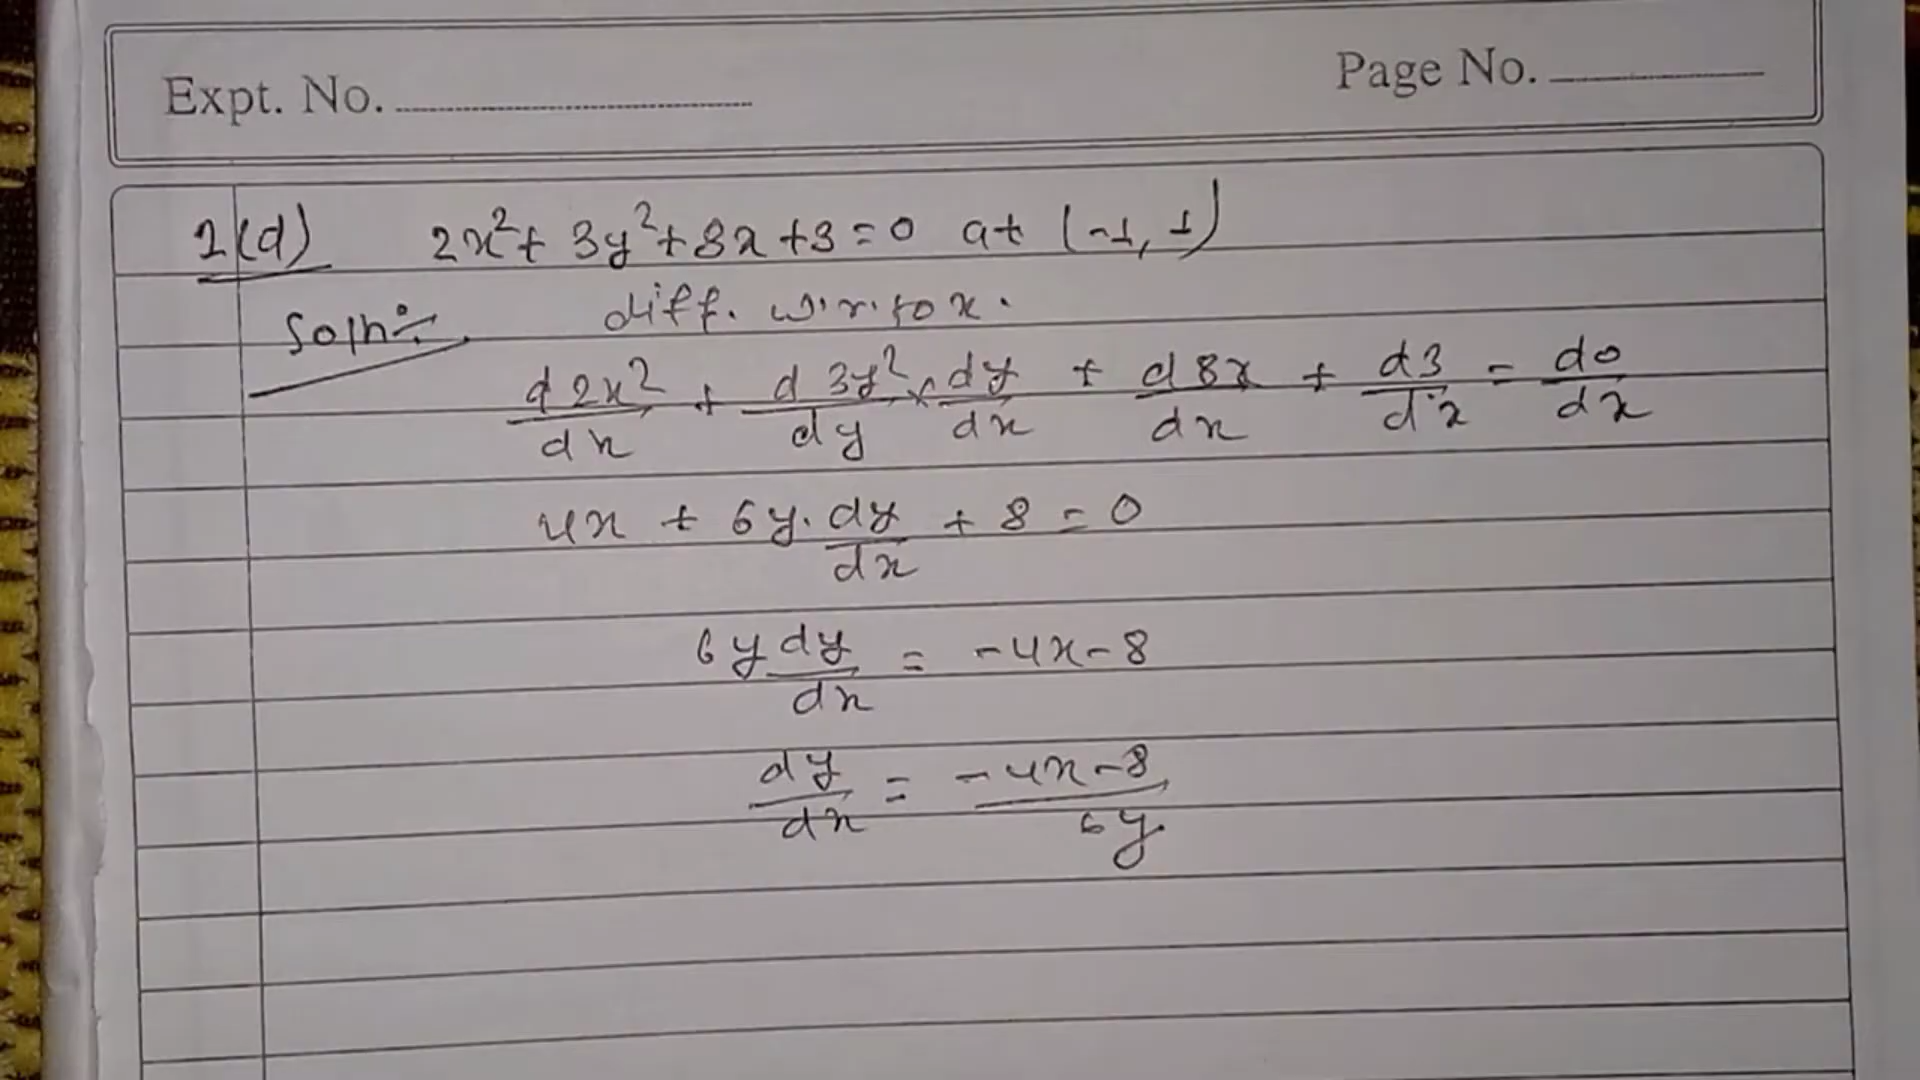 Expt. No. Page No.
1(d) 2x²+ 3y²+8x+3=0 at (-1, 1)
Soln:- diff. w.r.to x.
d2x²/dx + d3y²/dy × dy/dx + d8x/dx + d3/dx = d0/dx
4x + 6y.dy/dx + 8 = 0
6y dy/dx = -4x-8
dy/dx = -4x-8/6y